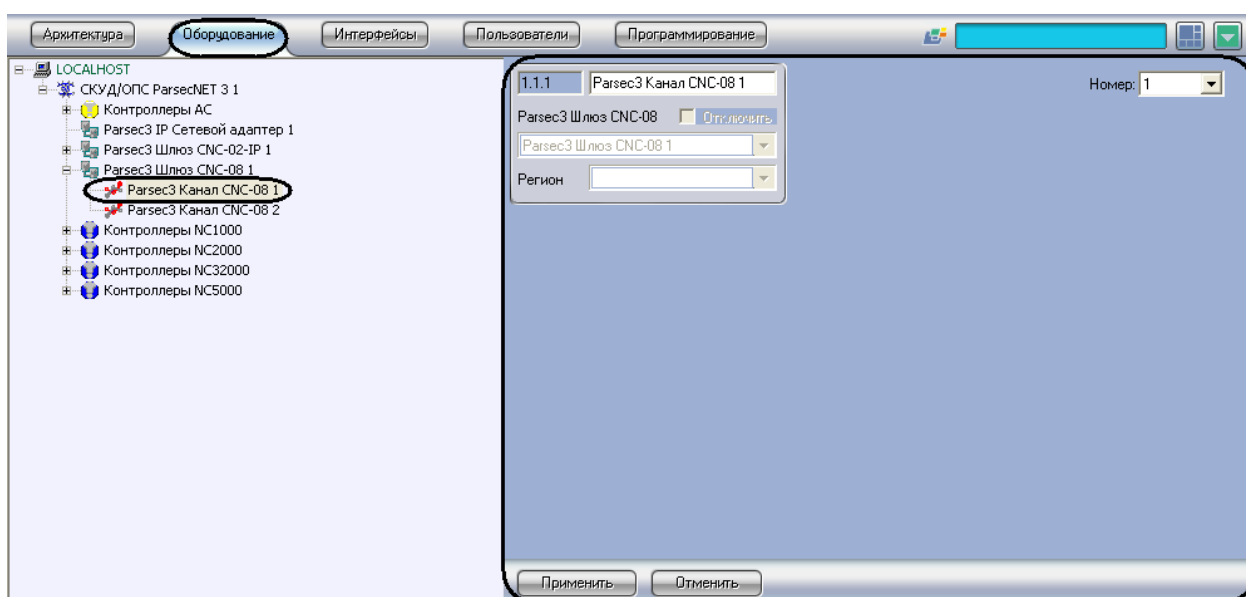 Архитектура Оборудование Интерфейсы Пользователи Программирование
LOCALHOST
СКУД/ОПС ParsecNET 3 1
Контроллеры AC
Parsec3 IP Сетевой адаптер 1
Parsec3 Шлюз CNC-02-IP 1
Parsec3 Шлюз CNC-08 1
Parsec3 Канал CNC-08 1
Parsec3 Канал CNC-08 2
Контроллеры NC1000
Контроллеры NC2000
Контроллеры NC32000
Контроллеры NC5000
1.1.1 Parsec3 Канал CNC-08 1
Номер: 1
Parsec3 Шлюз CNC-08 Отключить
Parsec3 Шлюз CNC-08 1
Регион
Применить Отменить